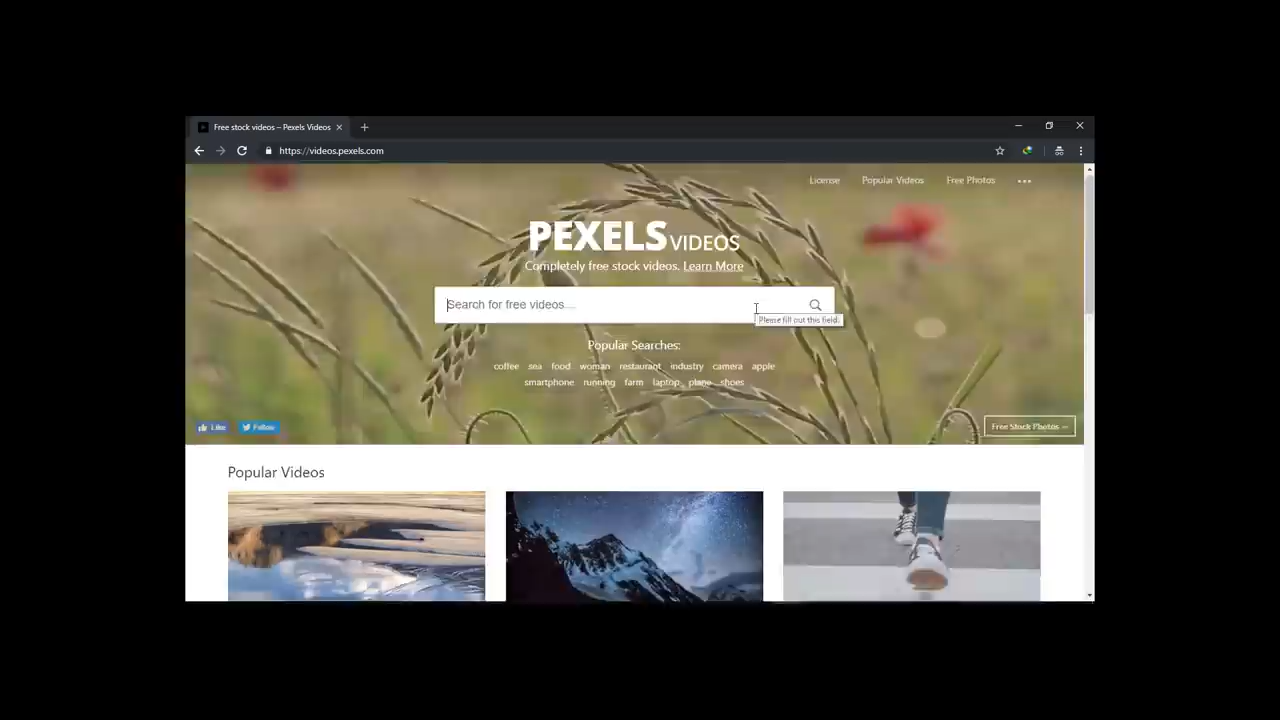 Free stock videos – Pexels Videos
https://videos.pexels.com
License Popular Videos Free Photos
PEXELS VIDEOS
Completely free stock videos. Learn More
Search for free videos...
Please fill out this field.
Popular Searches:
coffee sea food woman restaurant industry camera apple
smartphone running farm laptop plane shoes
Like Follow
Free Stock Photos →
Popular Videos